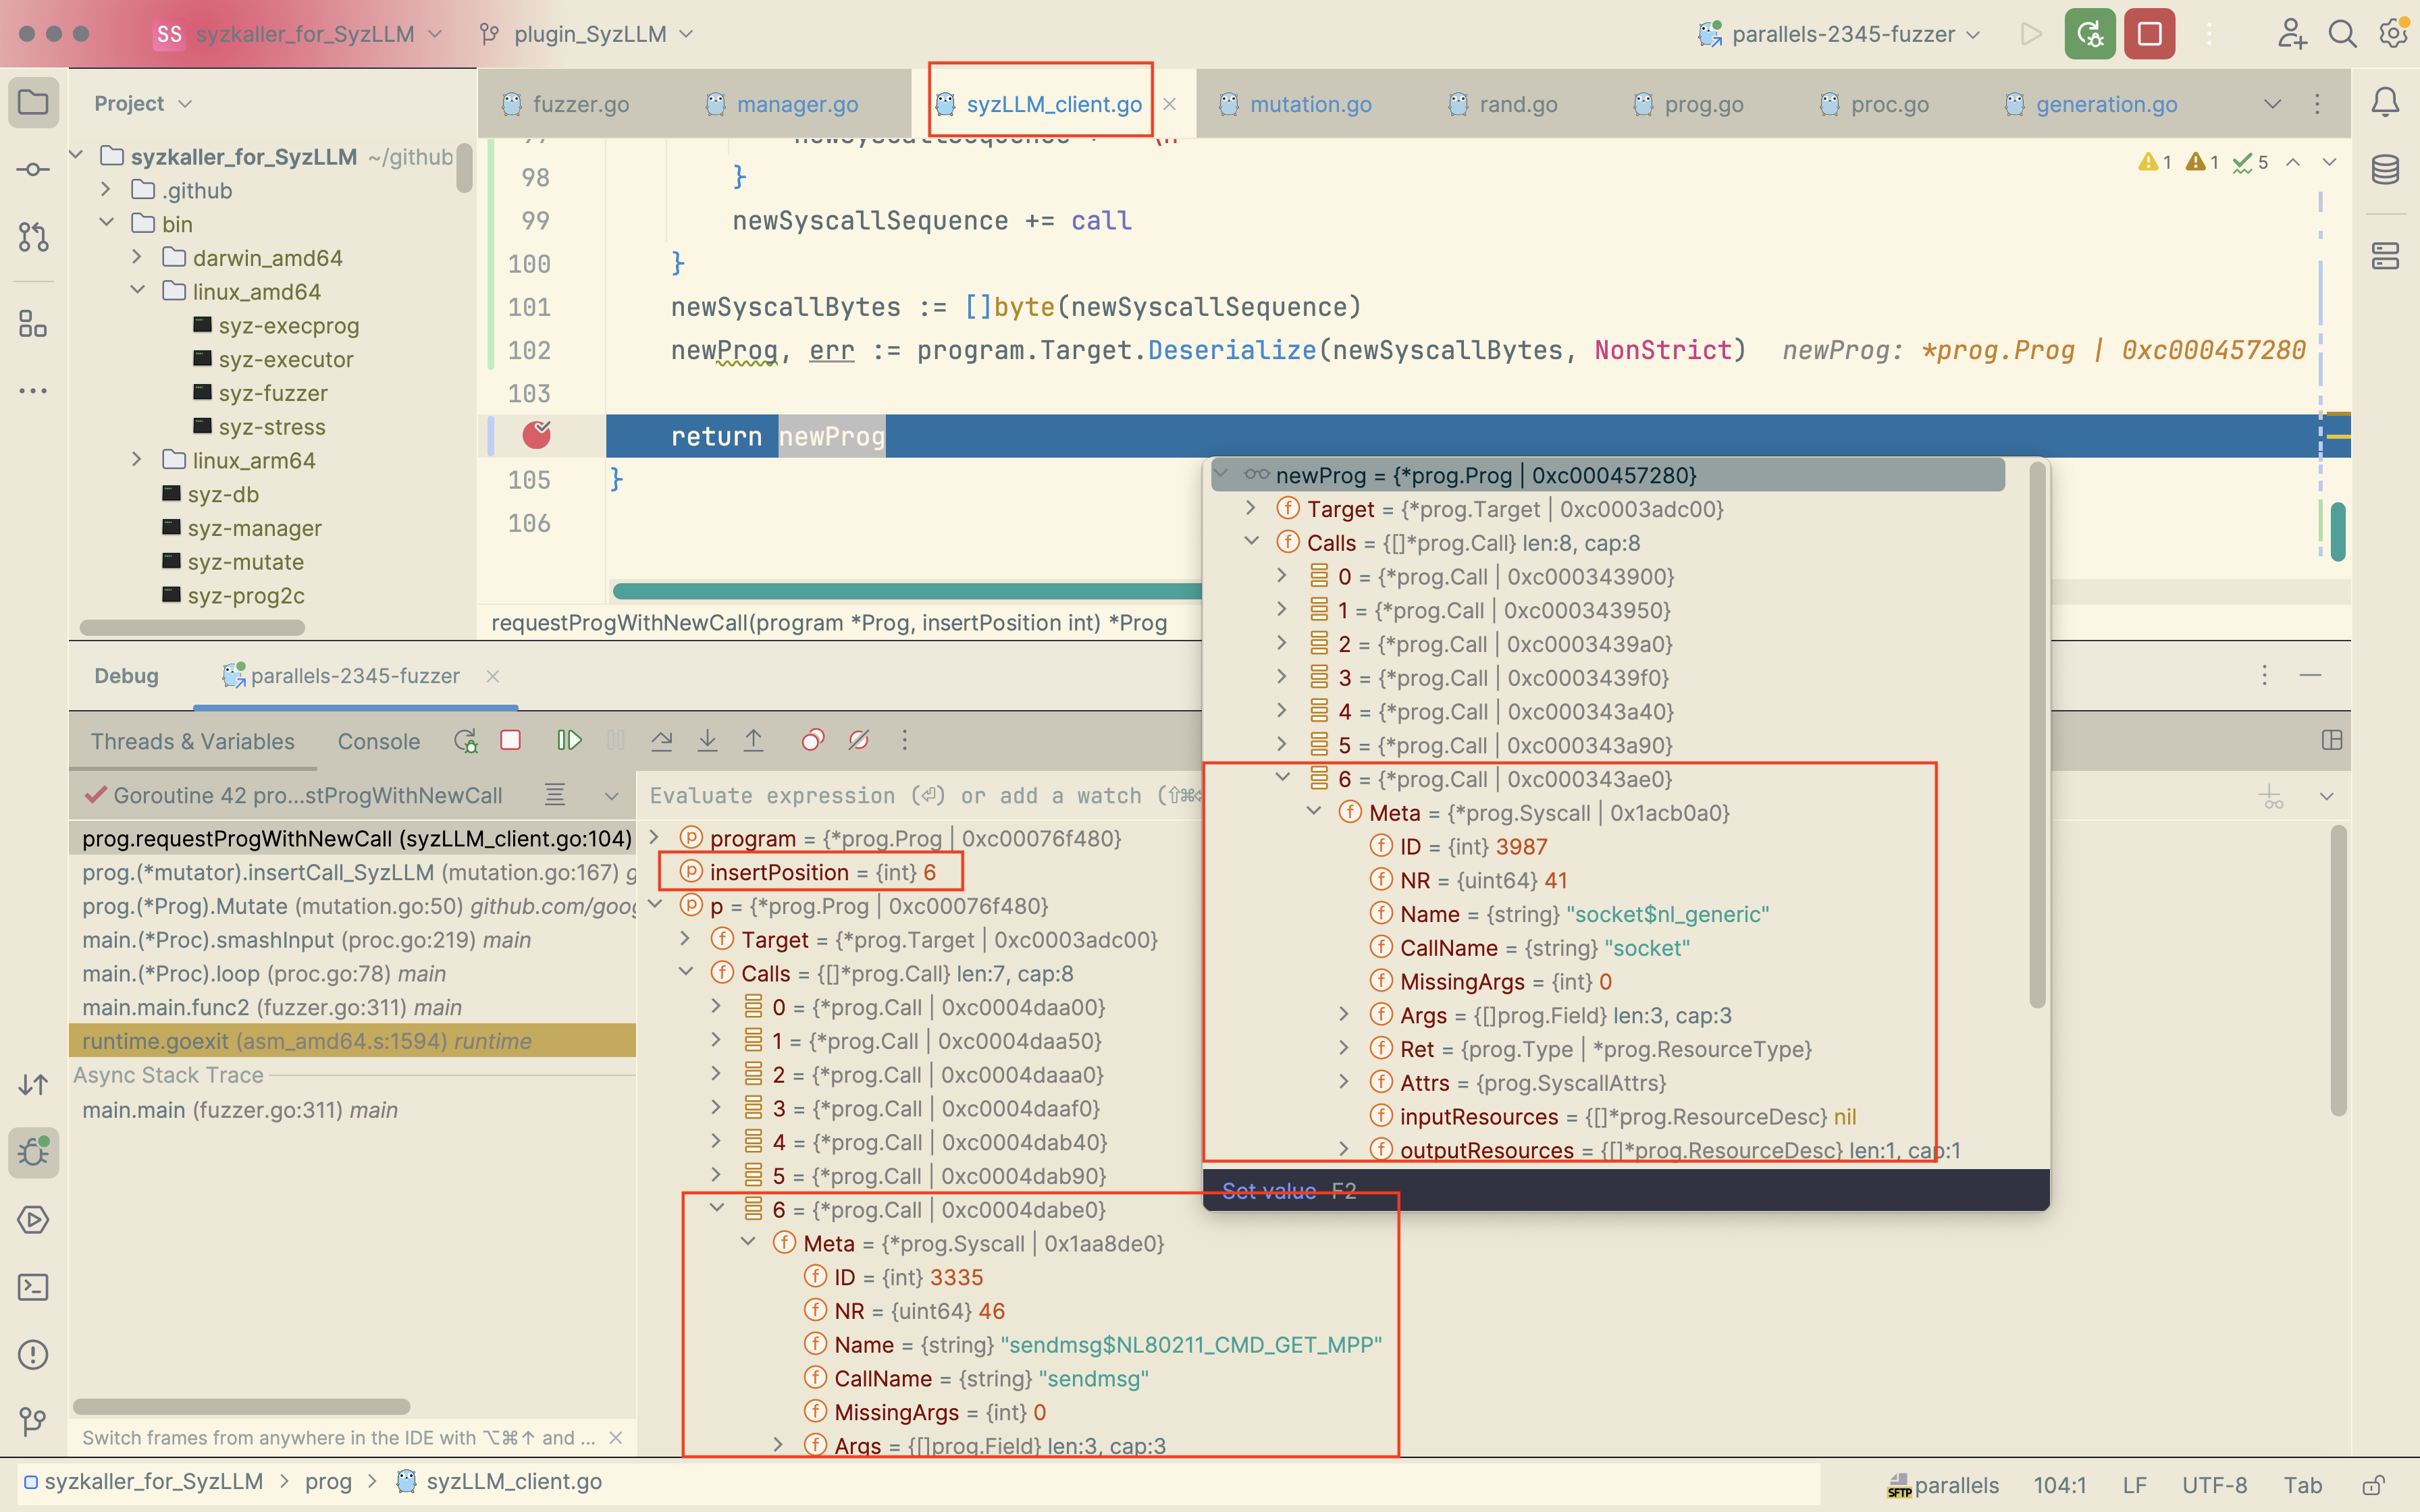 SS syzkaller_for_SyzLLM plugin_SyzLLM parallels-2345-fuzzer
Project
fuzzer.go manager.go syzLLM_client.go mutation.go rand.go prog.go proc.go generation.go
syzkaller_for_SyzLLM ~/github
.github
bin
darwin_amd64
linux_amd64
syz-execprog
syz-executor
syz-fuzzer
syz-stress
linux_arm64
syz-db
syz-manager
syz-mutate
syz-prog2c
1 1 5
98 }
99 newSyscallSequence += call
100 }
101 newSyscallBytes := []byte(newSyscallSequence)
102 newProg, err := program.Target.Deserialize(newSyscallBytes, NonStrict) newProg: *prog.Prog | 0xc000457280
103
return newProg
105 }
106
requestProgWithNewCall(program *Prog, insertPosition int) *Prog
newProg = {*prog.Prog | 0xc000457280}
Target = {*prog.Target | 0xc0003adc00}
Calls = {[]*prog.Call} len:8, cap:8
0 = {*prog.Call | 0xc000343900}
1 = {*prog.Call | 0xc000343950}
2 = {*prog.Call | 0xc0003439a0}
3 = {*prog.Call | 0xc0003439f0}
4 = {*prog.Call | 0xc000343a40}
5 = {*prog.Call | 0xc000343a90}
6 = {*prog.Call | 0xc000343ae0}
Meta = {*prog.Syscall | 0x1acb0a0}
ID = {int} 3987
NR = {uint64} 41
Name = {string} "socket$nl_generic"
CallName = {string} "socket"
MissingArgs = {int} 0
Args = {[]prog.Field} len:3, cap:3
Ret = {prog.Type | *prog.ResourceType}
Attrs = {prog.SyscallAttrs}
inputResources = {[]*prog.ResourceDesc} nil
outputResources = {[]*prog.ResourceDesc} len:1, cap:1
Set value F2
Debug parallels-2345-fuzzer
Threads & Variables Console
Goroutine 42 pro...stProgWithNewCall
prog.requestProgWithNewCall (syzLLM_client.go:104)
prog.(*mutator).insertCall_SyzLLM (mutation.go:167) g
prog.(*Prog).Mutate (mutation.go:50) github.com/goog
main.(*Proc).smashInput (proc.go:219) main
main.(*Proc).loop (proc.go:78) main
main.main.func2 (fuzzer.go:311) main
runtime.goexit (asm_amd64.s:1594) runtime
Async Stack Trace
main.main (fuzzer.go:311) main
Switch frames from anywhere in the IDE with ⌥⌘↑ and ...
Evaluate expression (⏎) or add a watch (⇧⌘⏎
program = {*prog.Prog | 0xc00076f480}
insertPosition = {int} 6
p = {*prog.Prog | 0xc00076f480}
Target = {*prog.Target | 0xc0003adc00}
Calls = {[]*prog.Call} len:7, cap:8
0 = {*prog.Call | 0xc0004daa00}
1 = {*prog.Call | 0xc0004daa50}
2 = {*prog.Call | 0xc0004daaa0}
3 = {*prog.Call | 0xc0004daaf0}
4 = {*prog.Call | 0xc0004dab40}
5 = {*prog.Call | 0xc0004dab90}
6 = {*prog.Call | 0xc0004dabe0}
Meta = {*prog.Syscall | 0x1aa8de0}
ID = {int} 3335
NR = {uint64} 46
Name = {string} "sendmsg$NL80211_CMD_GET_MPP"
CallName = {string} "sendmsg"
MissingArgs = {int} 0
Args = {[]prog.Field} len:3, cap:3
syzkaller_for_SyzLLM > prog > syzLLM_client.go
SFTP parallels 104:1 LF UTF-8 Tab